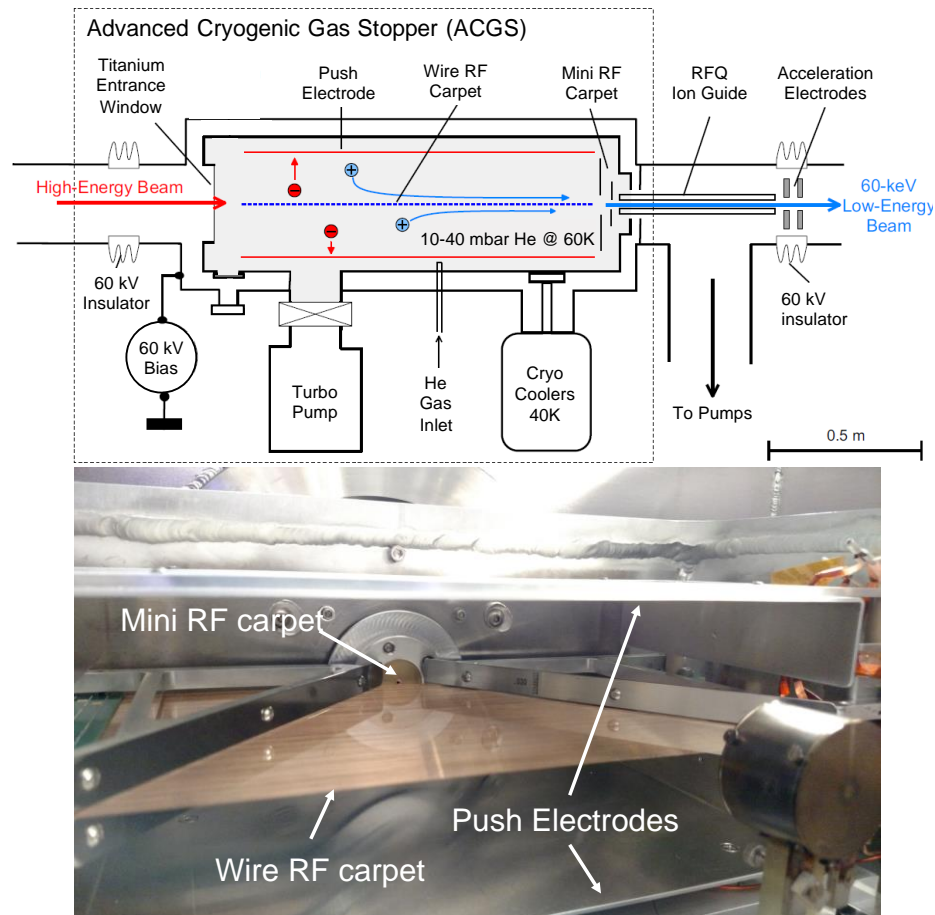 Advanced Cryogenic Gas Stopper (ACGS)
Titanium
Entrance
Window
Push
Electrode
Wire RF
Carpet
Mini RF
Carpet
RFQ
Ion Guide
Acceleration
Electrodes
High-Energy Beam
60-keV
Low-Energy
Beam
10-40 mbar He @ 60K
60 kV
Insulator
60 kV
Bias
Turbo
Pump
He
Gas
Inlet
Cryo
Coolers
40K
To Pumps
60 kV
insulator
0.5 m
Mini RF carpet
Push Electrodes
Wire RF carpet